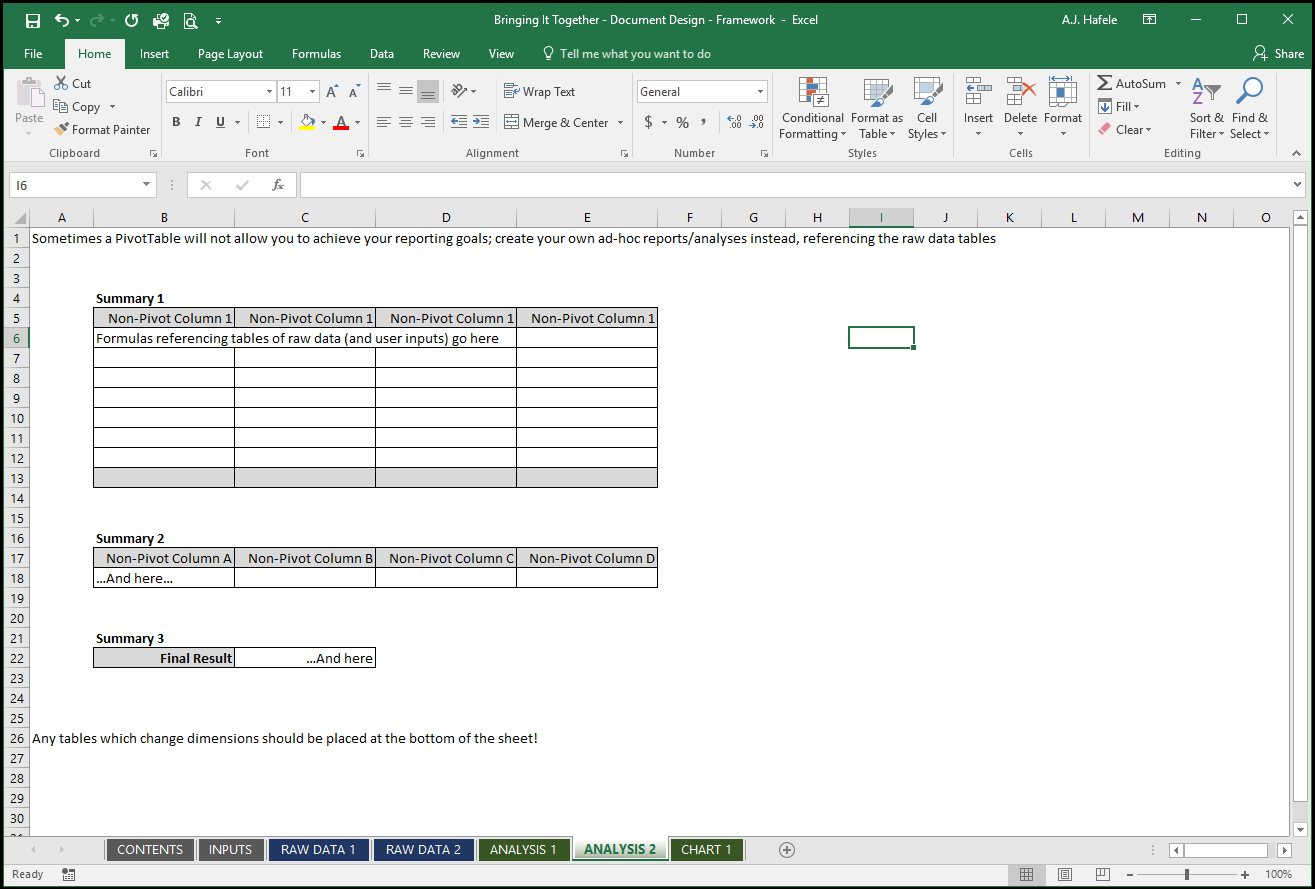 Bringing It Together - Document Design - Framework - Excel
A.J. Hafele
File Home Insert Page Layout Formulas Data Review View Tell me what you want to do Share
Paste
Cut
Copy
Format Painter
Clipboard
Calibri 11
B I U A
Font
Wrap Text
Merge & Center
Alignment
General
$ % ,
Number
Conditional Formatting
Format as Table
Cell Styles
Styles
Insert Delete Format
Cells
AutoSum
Fill
Clear
Sort & Filter
Find & Select
Editing
I6 fx
A B C D E F G H I J K L M N O
1 Sometimes a PivotTable will not allow you to achieve your reporting goals; create your own ad-hoc reports/analyses instead, referencing the raw data tables
2
3
4 Summary 1
5 Non-Pivot Column 1 Non-Pivot Column 1 Non-Pivot Column 1 Non-Pivot Column 1
6 Formulas referencing tables of raw data (and user inputs) go here
7
8
9
10
11
12
13
14
15
16 Summary 2
17 Non-Pivot Column A Non-Pivot Column B Non-Pivot Column C Non-Pivot Column D
18 ...And here...
19
20
21 Summary 3
22 Final Result ...And here
23
24
25
26 Any tables which change dimensions should be placed at the bottom of the sheet!
27
28
29
30
CONTENTS INPUTS RAW DATA 1 RAW DATA 2 ANALYSIS 1 ANALYSIS 2 CHART 1
Ready
100%